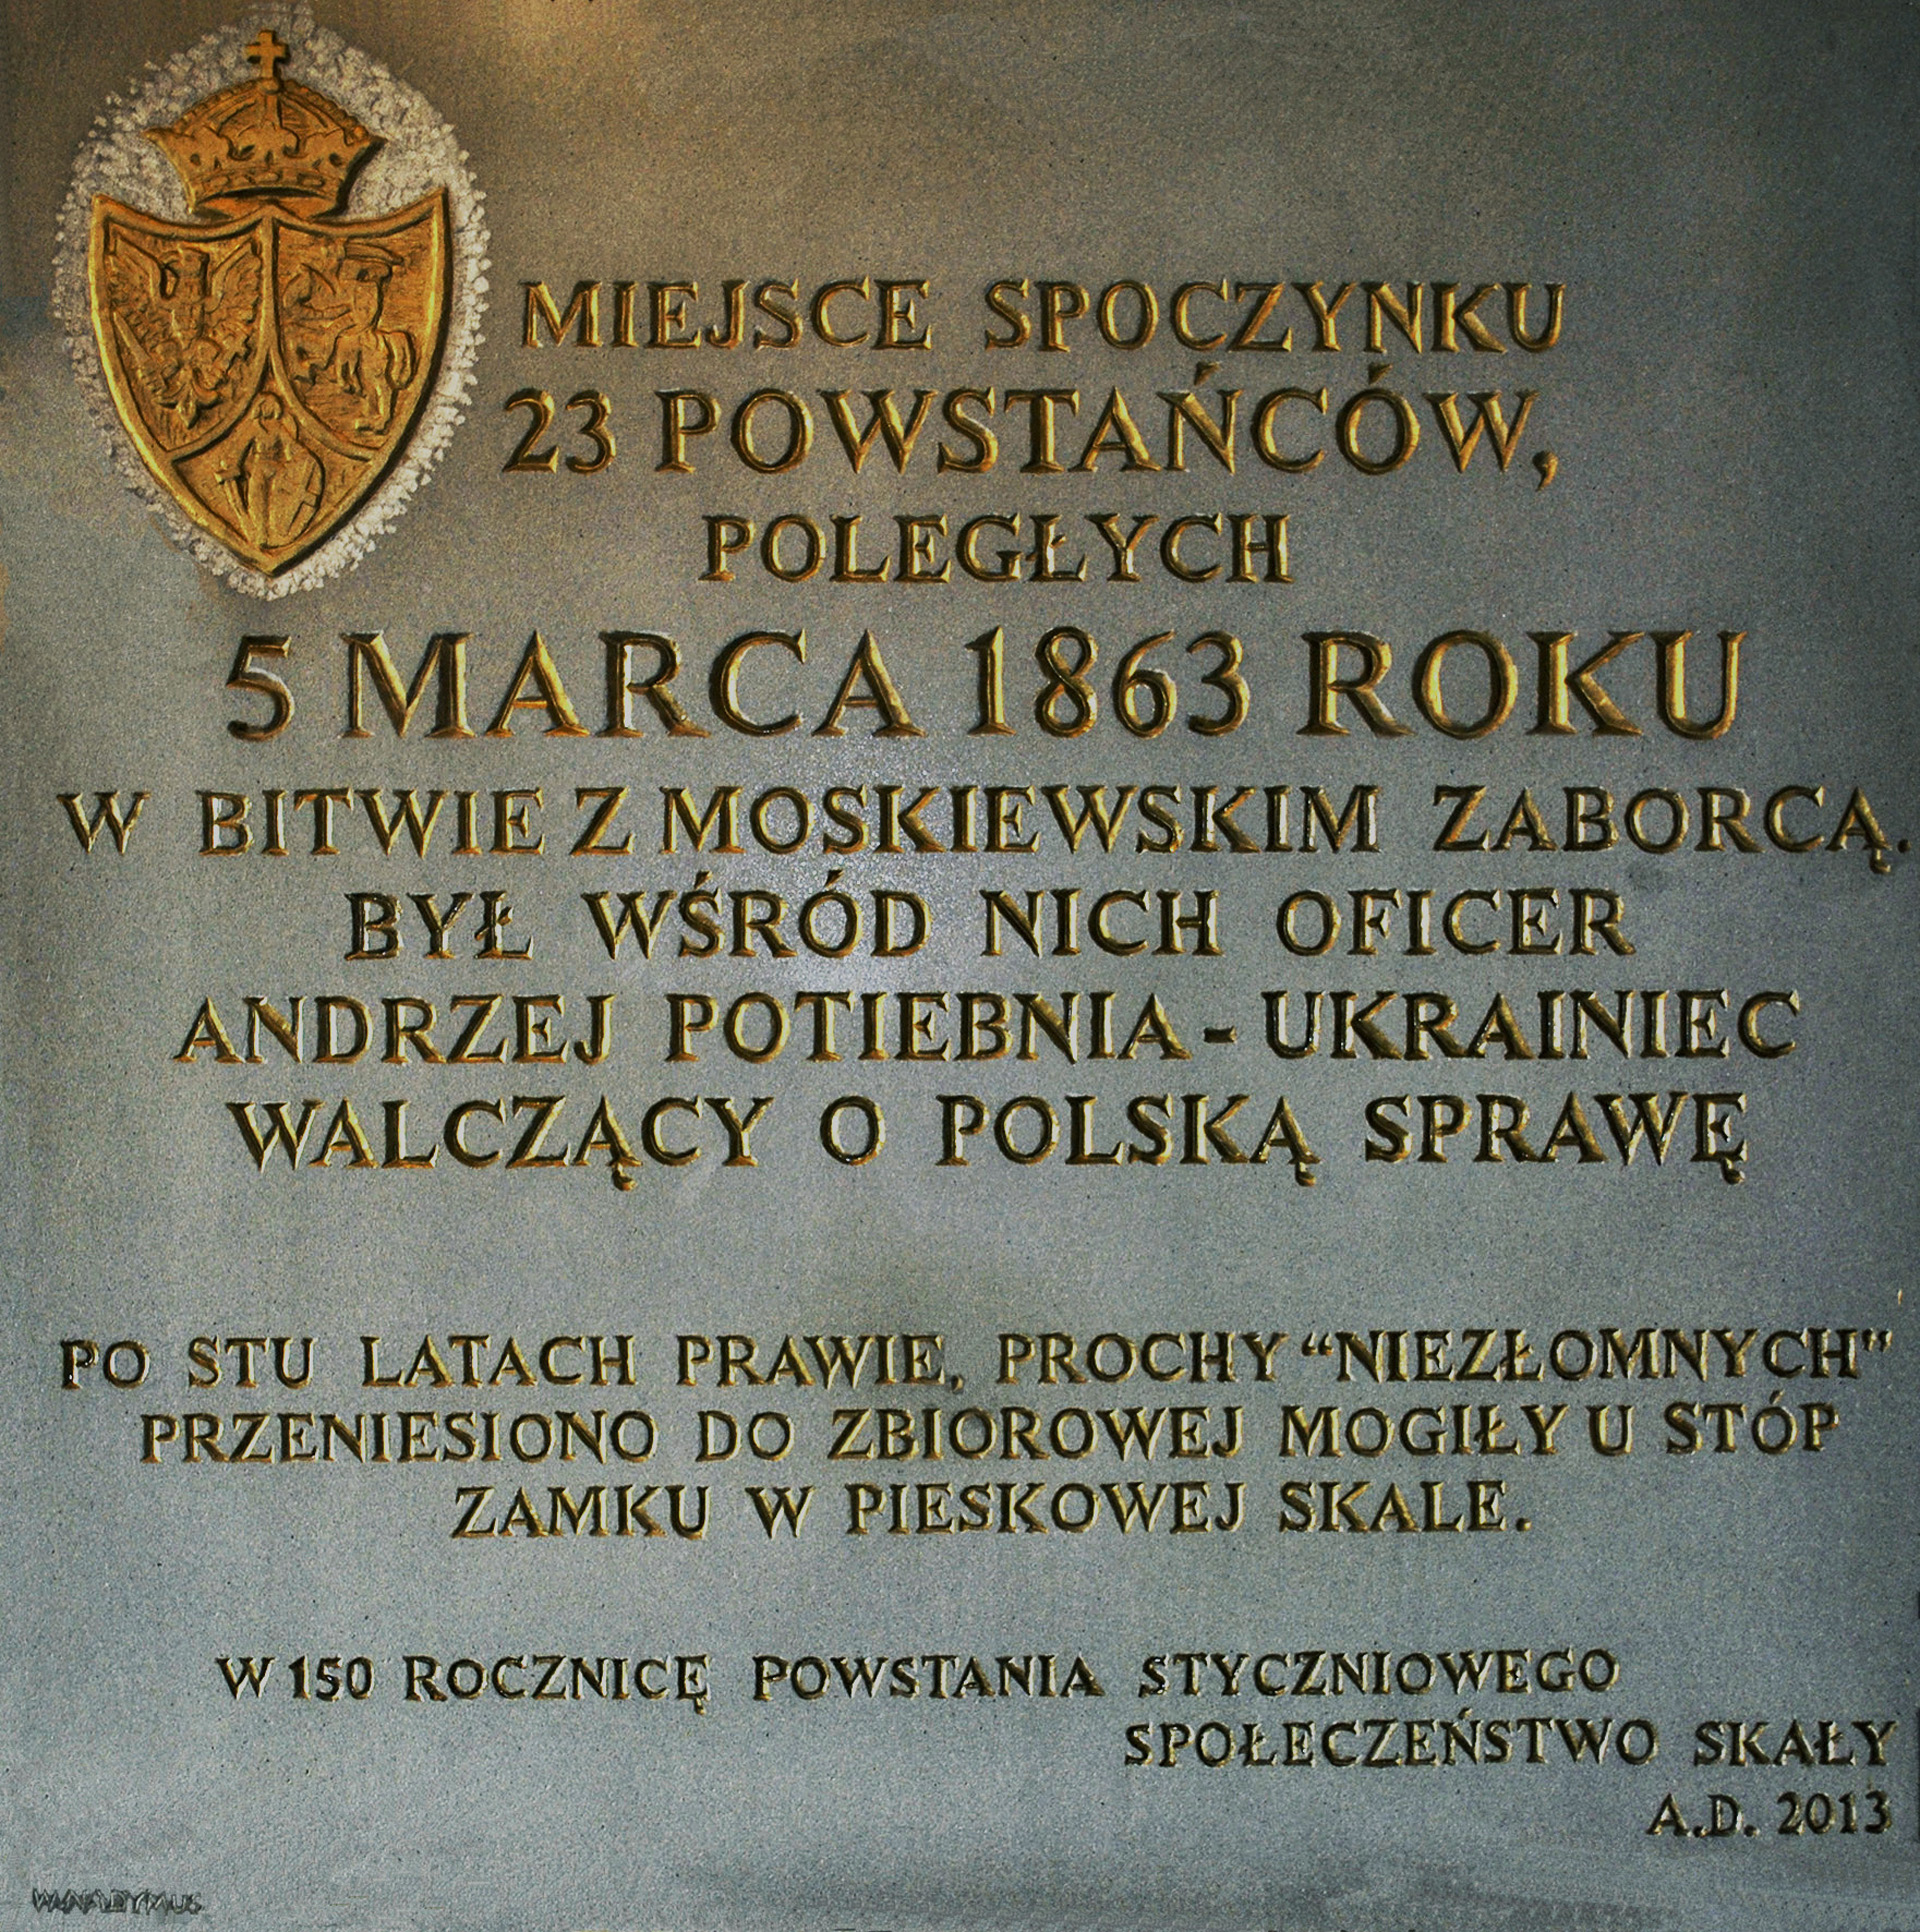 MIEJSCE SPOCZYNKU
23 POWSTAŃCÓW,
POLEGŁYCH
5 MARCA 1863 ROKU
W BITWIE Z MOSKIEWSKIM ZABORCĄ.
BYŁ WŚRÓD NICH OFICER
ANDRZEJ POTIEBNIA - UKRAINIEC
WALCZĄCY O POLSKĄ SPRAWĘ
PO STU LATACH PRAWIE, PROCHY “NIEZŁOMNYCH”
PRZENIESIONO DO ZBIOROWEJ MOGIŁY U STÓP
ZAMKU W PIESKOWEJ SKALE.
W 150 ROCZNICĘ POWSTANIA STYCZNIOWEGO
SPOŁECZEŃSTWO SKAŁY
A.D. 2013